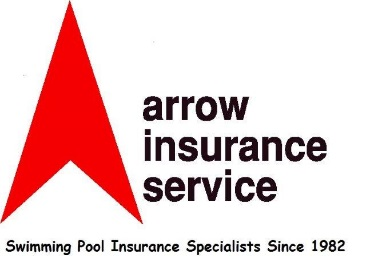 arrow
insurance
service
Swimming Pool Insurance Specialists Since 1982